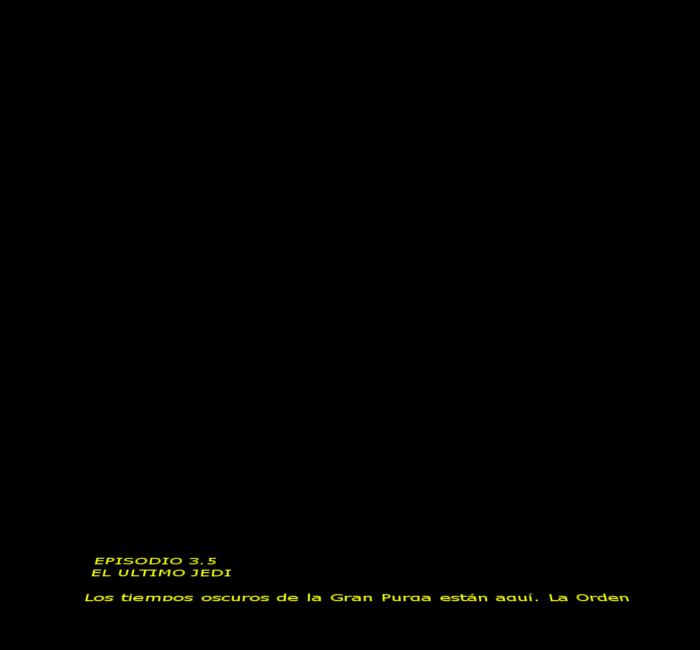 EPISODIO 3.5
EL ULTIMO JEDI
Los tiempos oscuros de la Gran Purga están aquí. La Orden